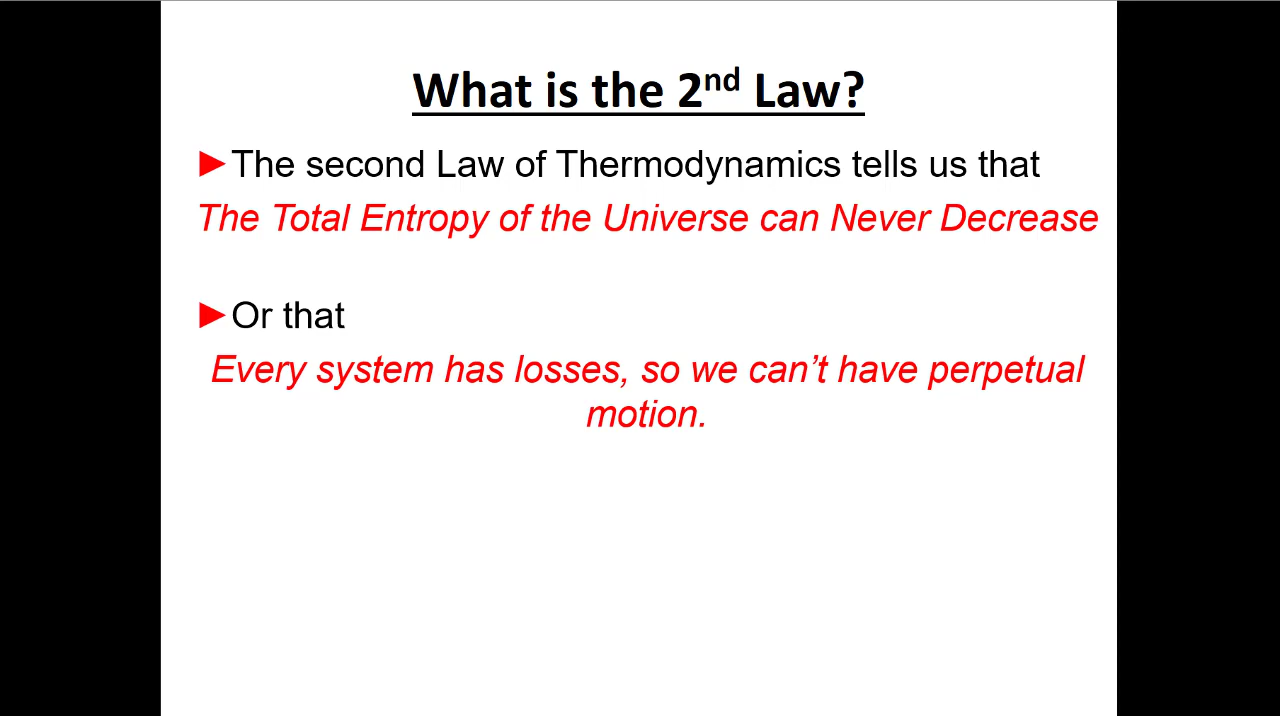 What is the 2nd Law?
►The second Law of Thermodynamics tells us that
The Total Entropy of the Universe can Never Decrease
►Or that
Every system has losses, so we can’t have perpetual
motion.